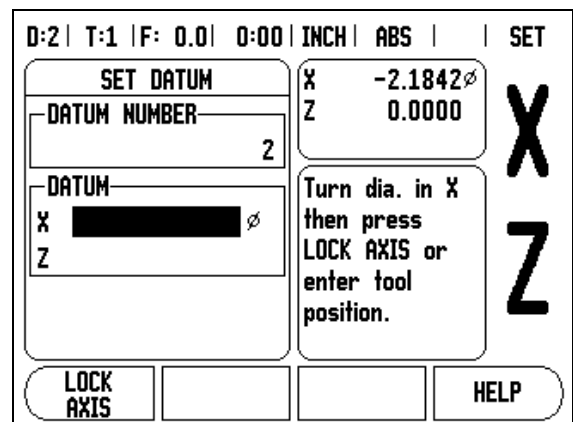 D:2 | T:1 | F: 0.0 | 0:00 | INCH | ABS | | SET
SET DATUM
DATUM NUMBER
2
DATUM
X ⌀
Z
X -2.1842⌀
Z 0.0000
Turn dia. in X
then press
LOCK AXIS or
enter tool
position.
X
Z
LOCK
AXIS
HELP